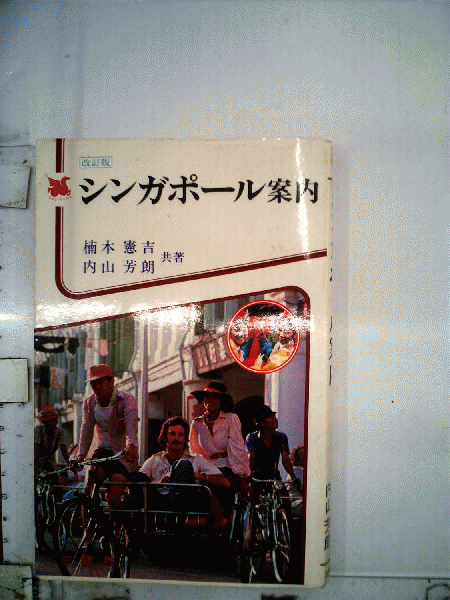 改訂版
シンガポール案内
楠木憲吉
内山芳朗
共著